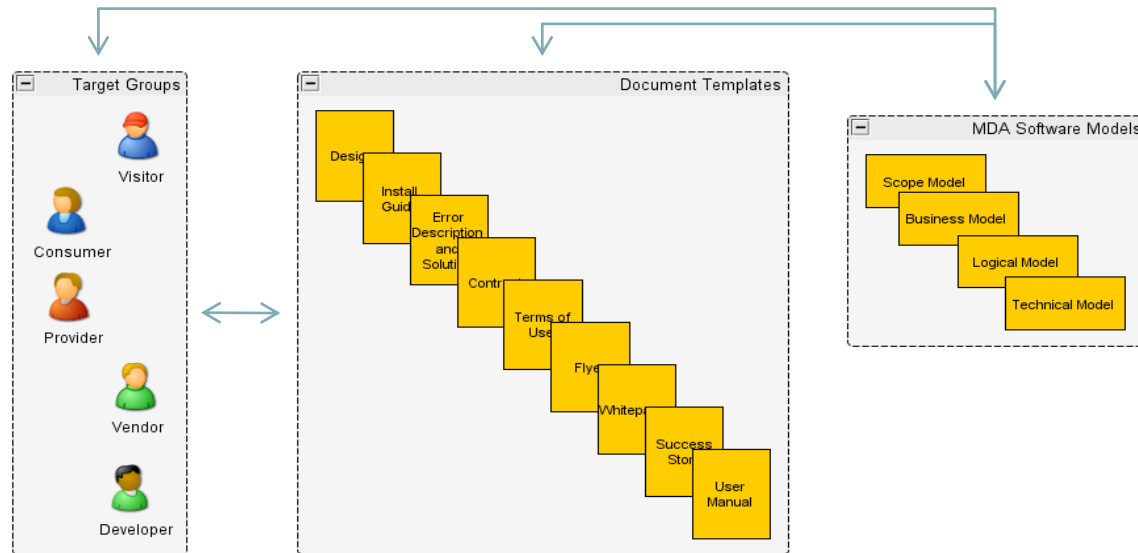 Target Groups
Visitor
Consumer
Provider
Vendor
Developer
Document Templates
Desig
Install
Guid
Error
Description
and
Soluti
Contr
Terms of
Use
Flye
Whitepa
Success
Stor
User
Manual
MDA Software Models
Scope Model
Business Model
Logical Model
Technical Model